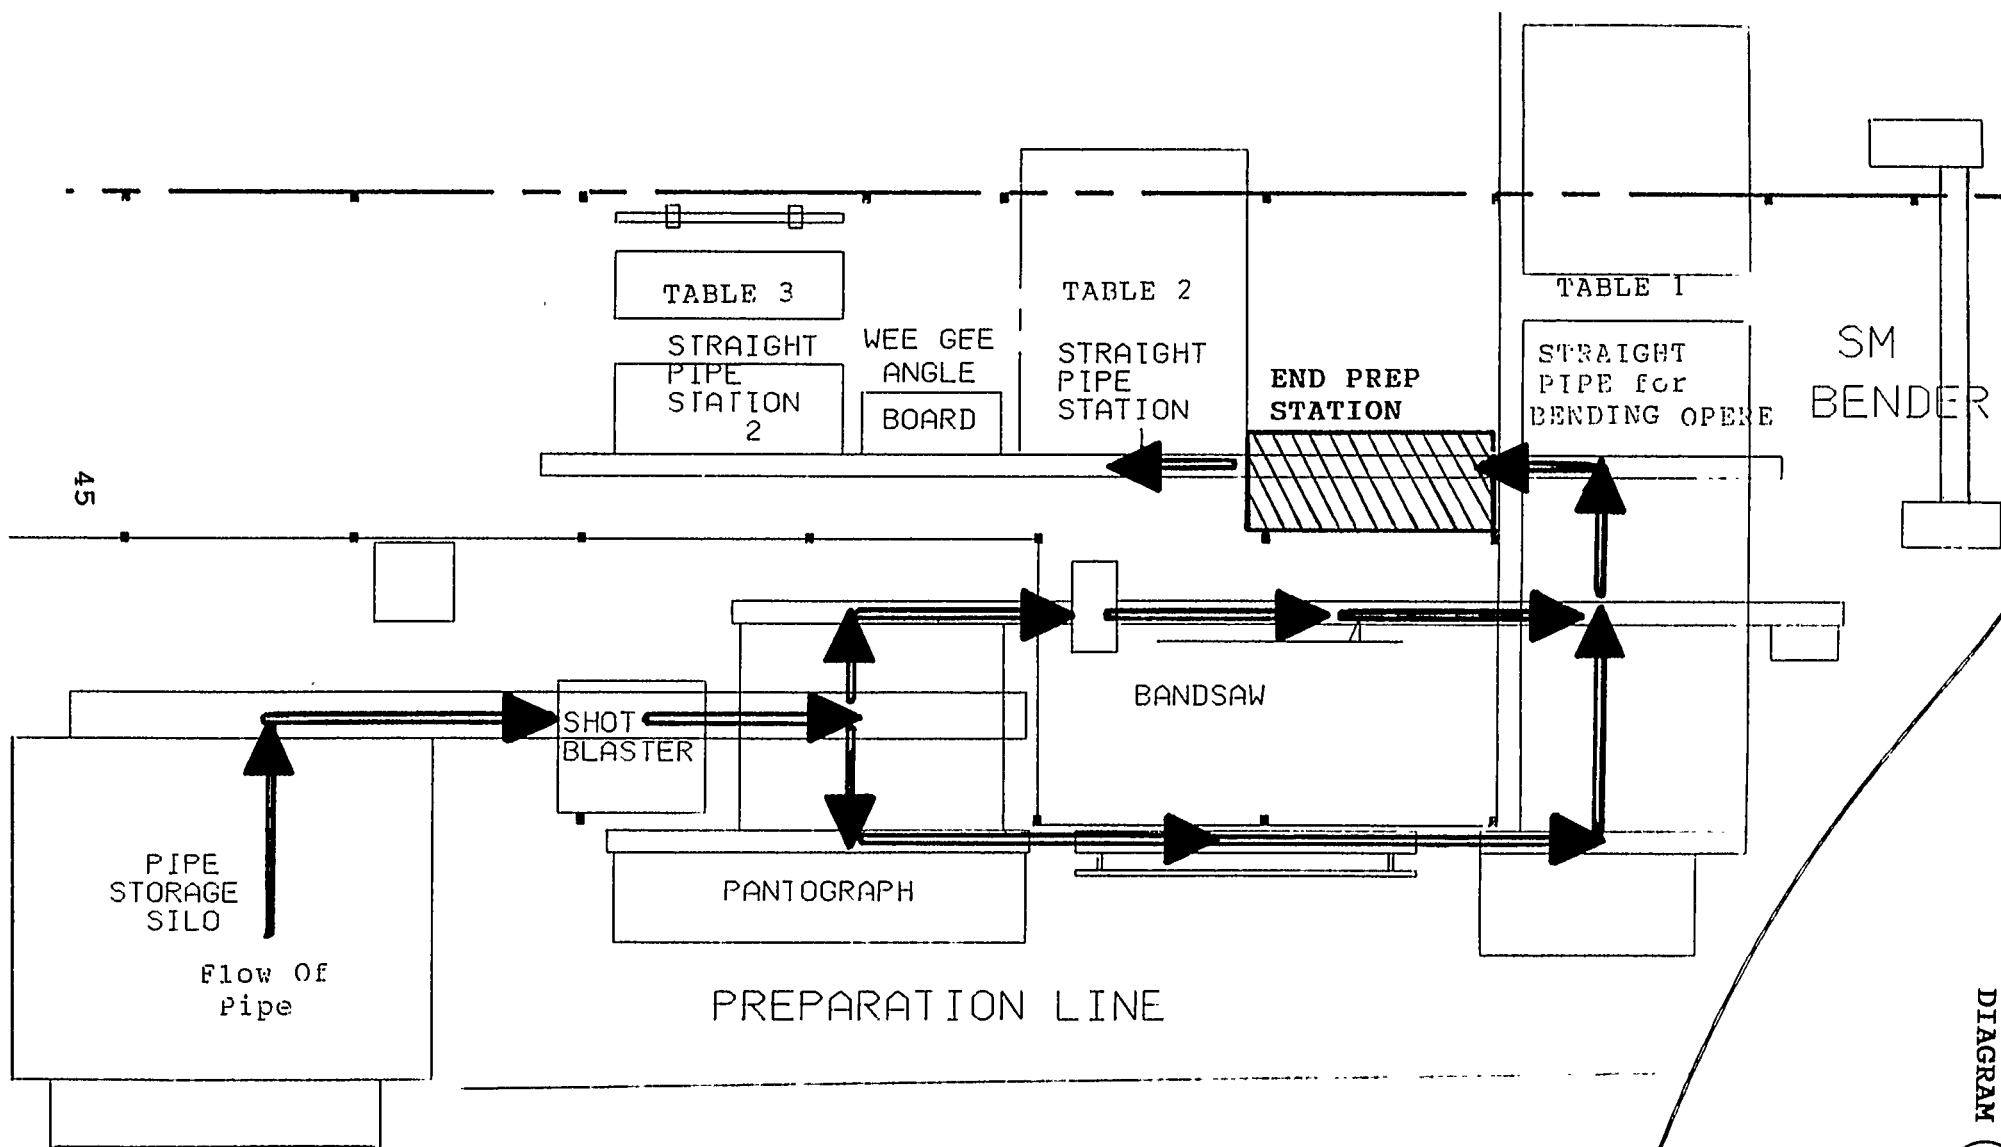 TABLE 3
STRAIGHT
PIPE
STATION
2
WEE GEE
ANGLE
BOARD
TABLE 2
STRAIGHT
PIPE
STATION
1
END PREP
STATION
TABLE 1
STRAIGHT
PIPE for
BENDING OPERE
SM
BENDER
45
SHOT
BLASTER
BANDSAW
PIPE
STORAGE
SILO
Flow Of
Pipe
PANTOGRAPH
PREPARATION LINE
DIAGRAM